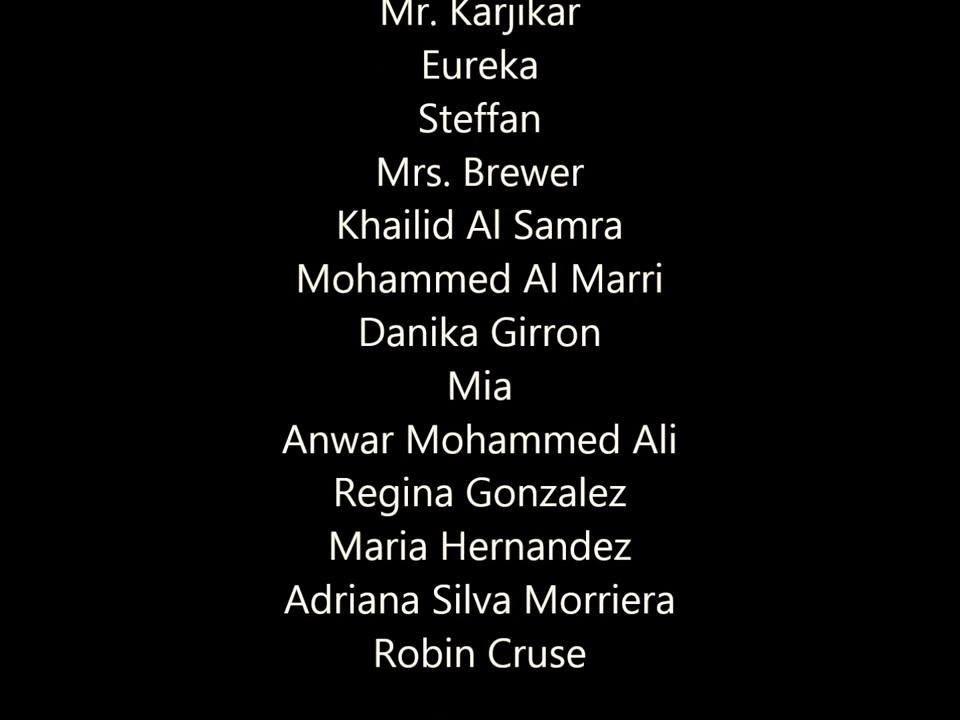 Mr. Karjikar
Eureka
Steffan
Mrs. Brewer
Khailid Al Samra
Mohammed Al Marri
Danika Girron
Mia
Anwar Mohammed Ali
Regina Gonzalez
Maria Hernandez
Adriana Silva Morriera
Robin Cruse